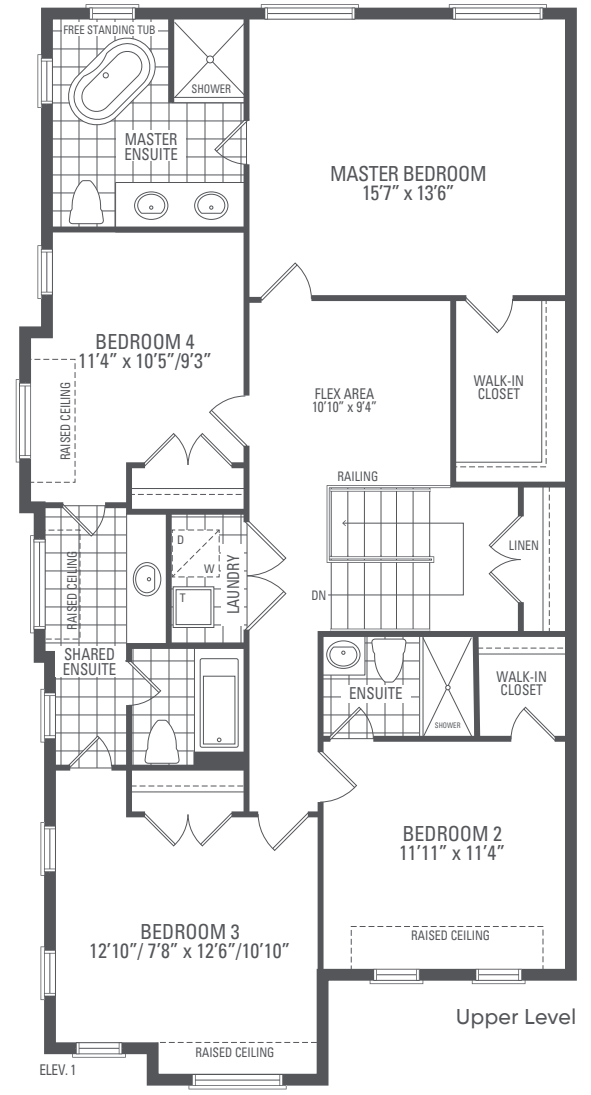 FREE STANDING TUB
SHOWER
MASTER
ENSUITE
MASTER BEDROOM
15'7" x 13'6"
BEDROOM 4
11'4" x 10'5"/9'3"
RAISED CEILING
FLEX AREA
10'10" x 9'4"
WALK-IN
CLOSET
RAILING
D
W
T
LAUNDRY
LINEN
DN
RAISED CEILING
SHARED
ENSUITE
ENSUITE
SHOWER
WALK-IN
CLOSET
BEDROOM 2
11'11" x 11'4"
RAISED CEILING
BEDROOM 3
12'10"/ 7'8" x 12'6"/10'10"
RAISED CEILING
Upper Level
ELEV. 1